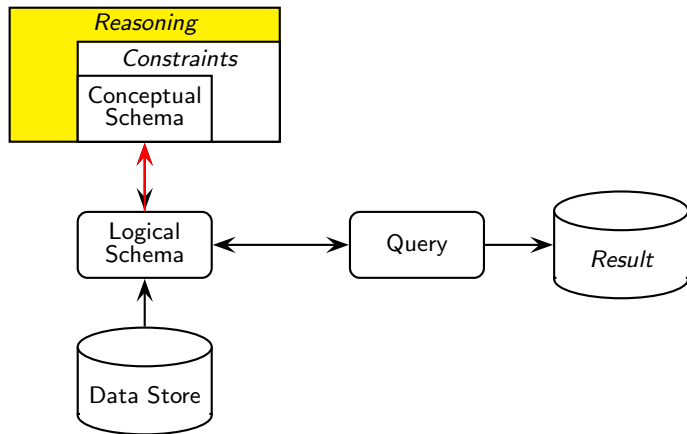 Reasoning
Constraints
Conceptual
Schema
Logical
Schema
Query
Result
Data Store